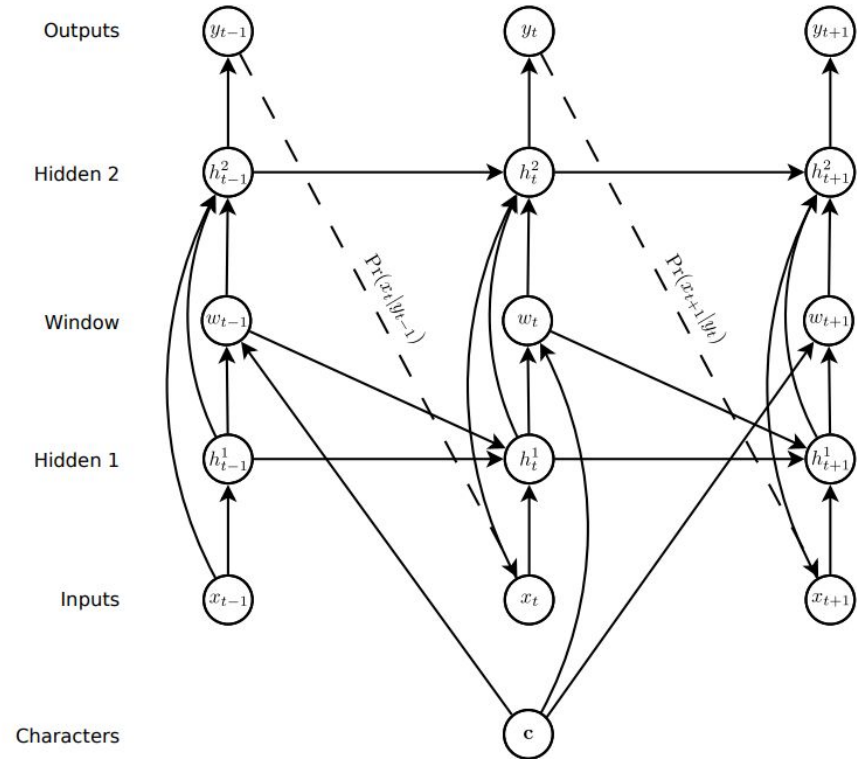 Outputs y_{t−1} y_t y_{t+1}
Hidden 2 h^2_{t−1} h^2_t h^2_{t+1}
Pr(x_t|y_{t−1}) Pr(x_{t+1}|y_t)
Window w_{t−1} w_t w_{t+1}
Hidden 1 h^1_{t−1} h^1_t h^1_{t+1}
Inputs x_{t−1} x_t x_{t+1}
Characters c